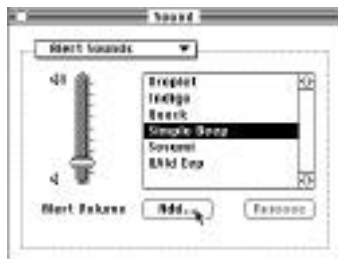 Sound
Alert Sounds
Droplet
Indigo
Quack
Simple Beep
Sosumi
Wild Eep
Alert Volume
Add...
Remove